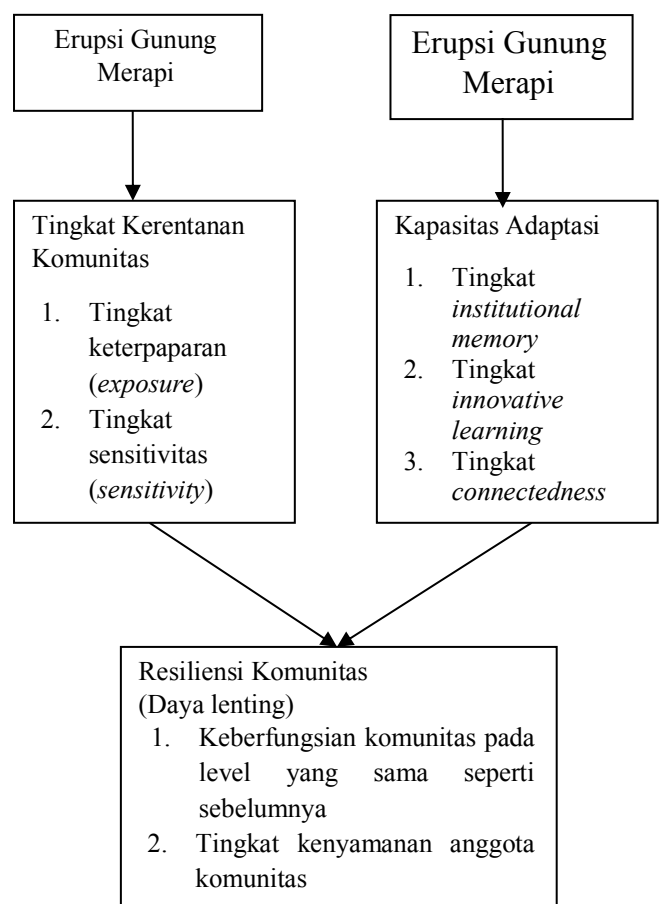 Erupsi Gunung
Merapi
Erupsi Gunung
Merapi
Tingkat Kerentanan
Komunitas
1. Tingkat
keterpaparan
(exposure)
2. Tingkat
sensitivitas
(sensitivity)
Kapasitas Adaptasi
1. Tingkat
institutional
memory
2. Tingkat
innovative
learning
3. Tingkat
connectedness
Resiliensi Komunitas
(Daya lenting)
1. Keberfungsian komunitas pada
level yang sama seperti
sebelumnya
2. Tingkat kenyamanan anggota
komunitas